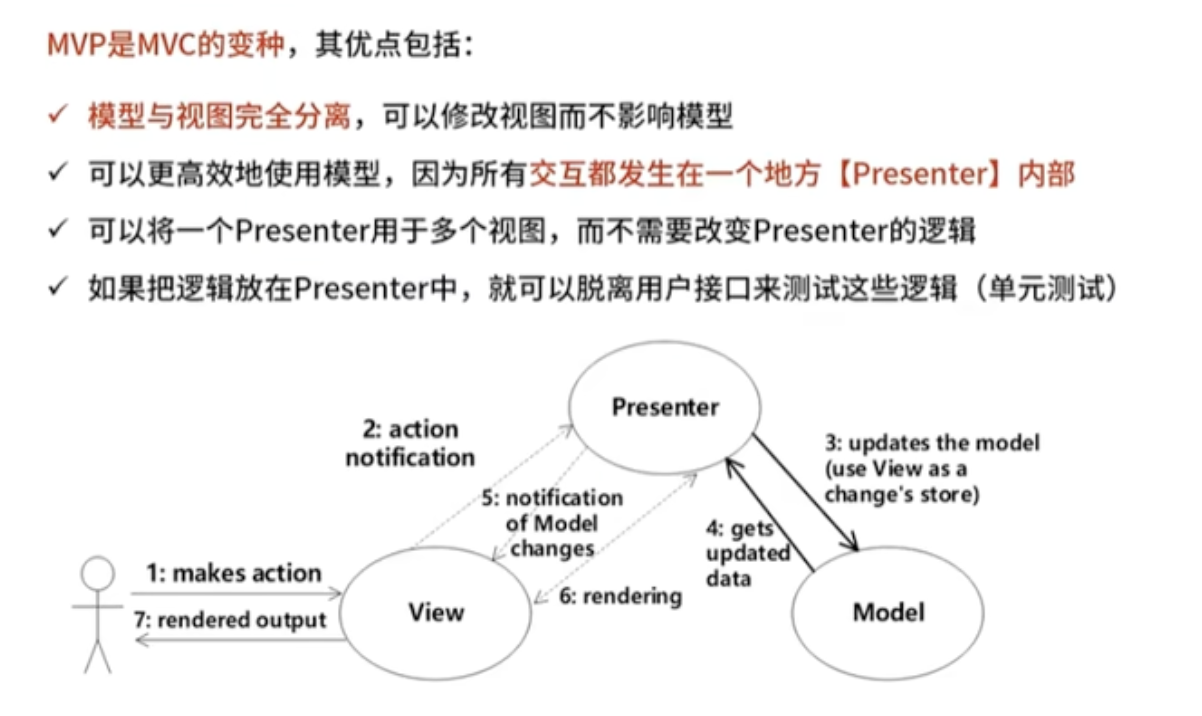 MVP是MVC的变种，其优点包括：
✓ 模型与视图完全分离，可以修改视图而不影响模型
✓ 可以更高效地使用模型，因为所有交互都发生在一个地方【Presenter】内部
✓ 可以将一个Presenter用于多个视图，而不需要改变Presenter的逻辑
✓ 如果把逻辑放在Presenter中，就可以脱离用户接口来测试这些逻辑（单元测试）
Presenter
2: action
notification
3: updates the model
(use View as a
change's store)
5: notification
of Model
changes
4: gets
updated
data
1: makes action
6: rendering
View
Model
7: rendered output